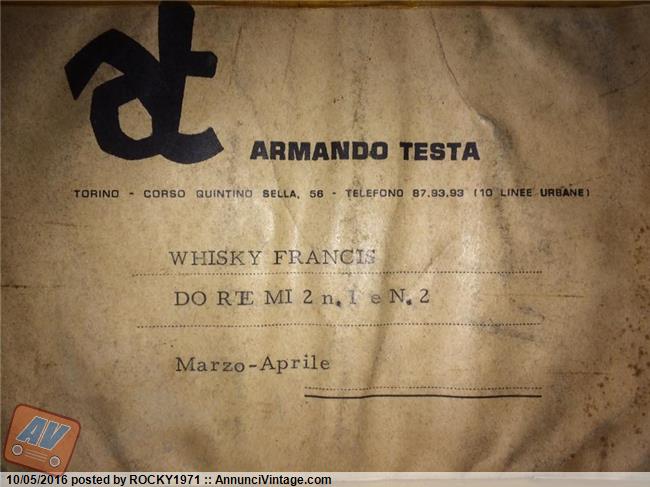 at
ARMANDO TESTA
TORINO - CORSO QUINTINO SELLA, 56 - TELEFONO 87.93.93 (10 LINEE URBANE)
WHISKY FRANCIS
DO RE MI 2 n. 1 e N. 2
Marzo-Aprile
AV
10/05/2016 posted by ROCKY1971 :: AnnunciVintage.com